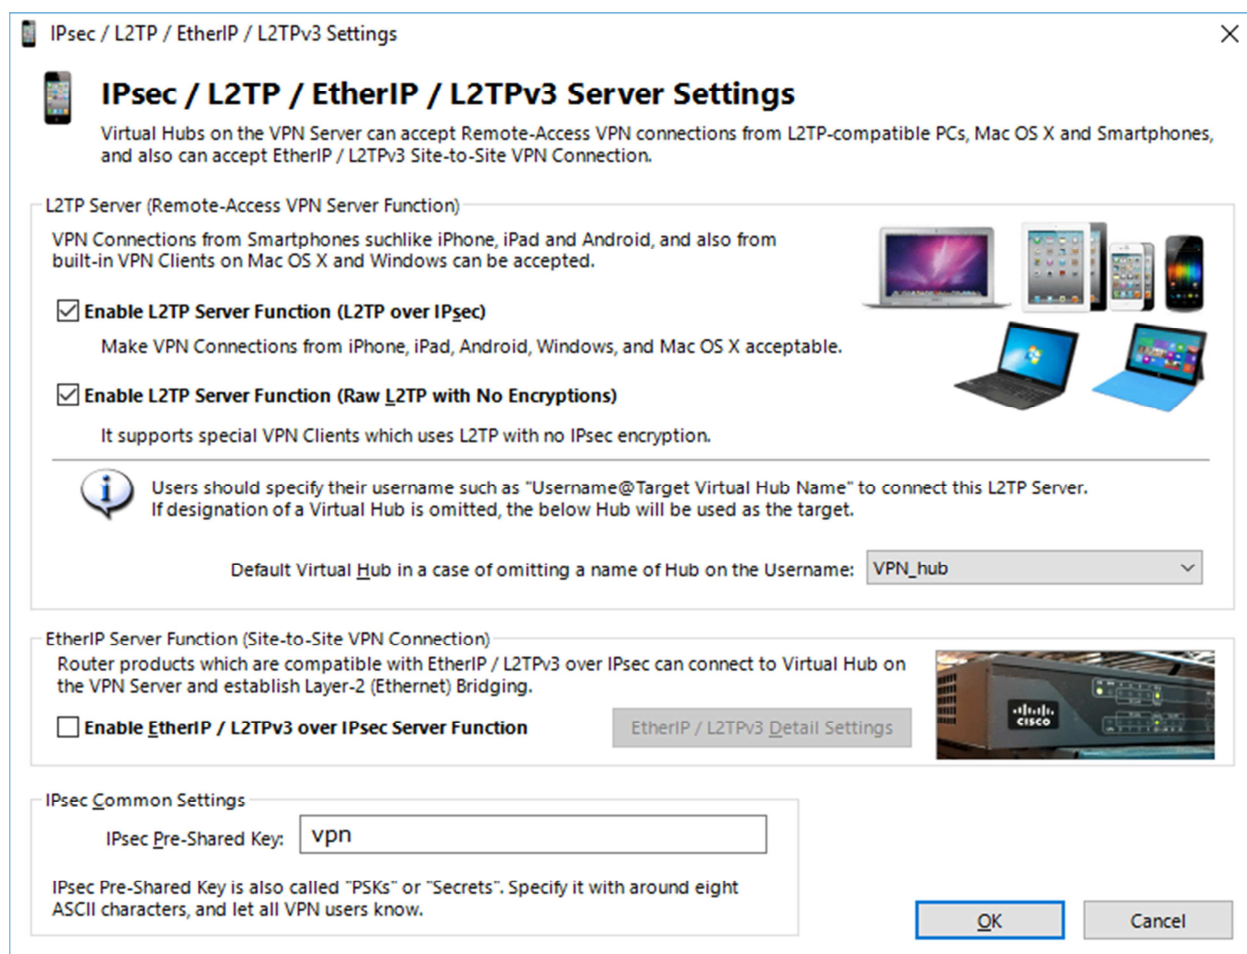 IPsec / L2TP / EtherIP / L2TPv3 Settings
IPsec / L2TP / EtherIP / L2TPv3 Server Settings
Virtual Hubs on the VPN Server can accept Remote-Access VPN connections from L2TP-compatible PCs, Mac OS X and Smartphones,
and also can accept EtherIP / L2TPv3 Site-to-Site VPN Connection.
L2TP Server (Remote-Access VPN Server Function)
VPN Connections from Smartphones suchlike iPhone, iPad and Android, and also from
built-in VPN Clients on Mac OS X and Windows can be accepted.
Enable L2TP Server Function (L2TP over IPsec)
Make VPN Connections from iPhone, iPad, Android, Windows, and Mac OS X acceptable.
Enable L2TP Server Function (Raw L2TP with No Encryptions)
It supports special VPN Clients which uses L2TP with no IPsec encryption.
Users should specify their username such as "Username@Target Virtual Hub Name" to connect this L2TP Server.
If designation of a Virtual Hub is omitted, the below Hub will be used as the target.
Default Virtual Hub in a case of omitting a name of Hub on the Username: VPN_hub
EtherIP Server Function (Site-to-Site VPN Connection)
Router products which are compatible with EtherIP / L2TPv3 over IPsec can connect to Virtual Hub on
the VPN Server and establish Layer-2 (Ethernet) Bridging.
Enable EtherIP / L2TPv3 over IPsec Server Function
EtherIP / L2TPv3 Detail Settings
CISCO
IPsec Common Settings
IPsec Pre-Shared Key: vpn
IPsec Pre-Shared Key is also called "PSKs" or "Secrets". Specify it with around eight
ASCII characters, and let all VPN users know.
OK
Cancel